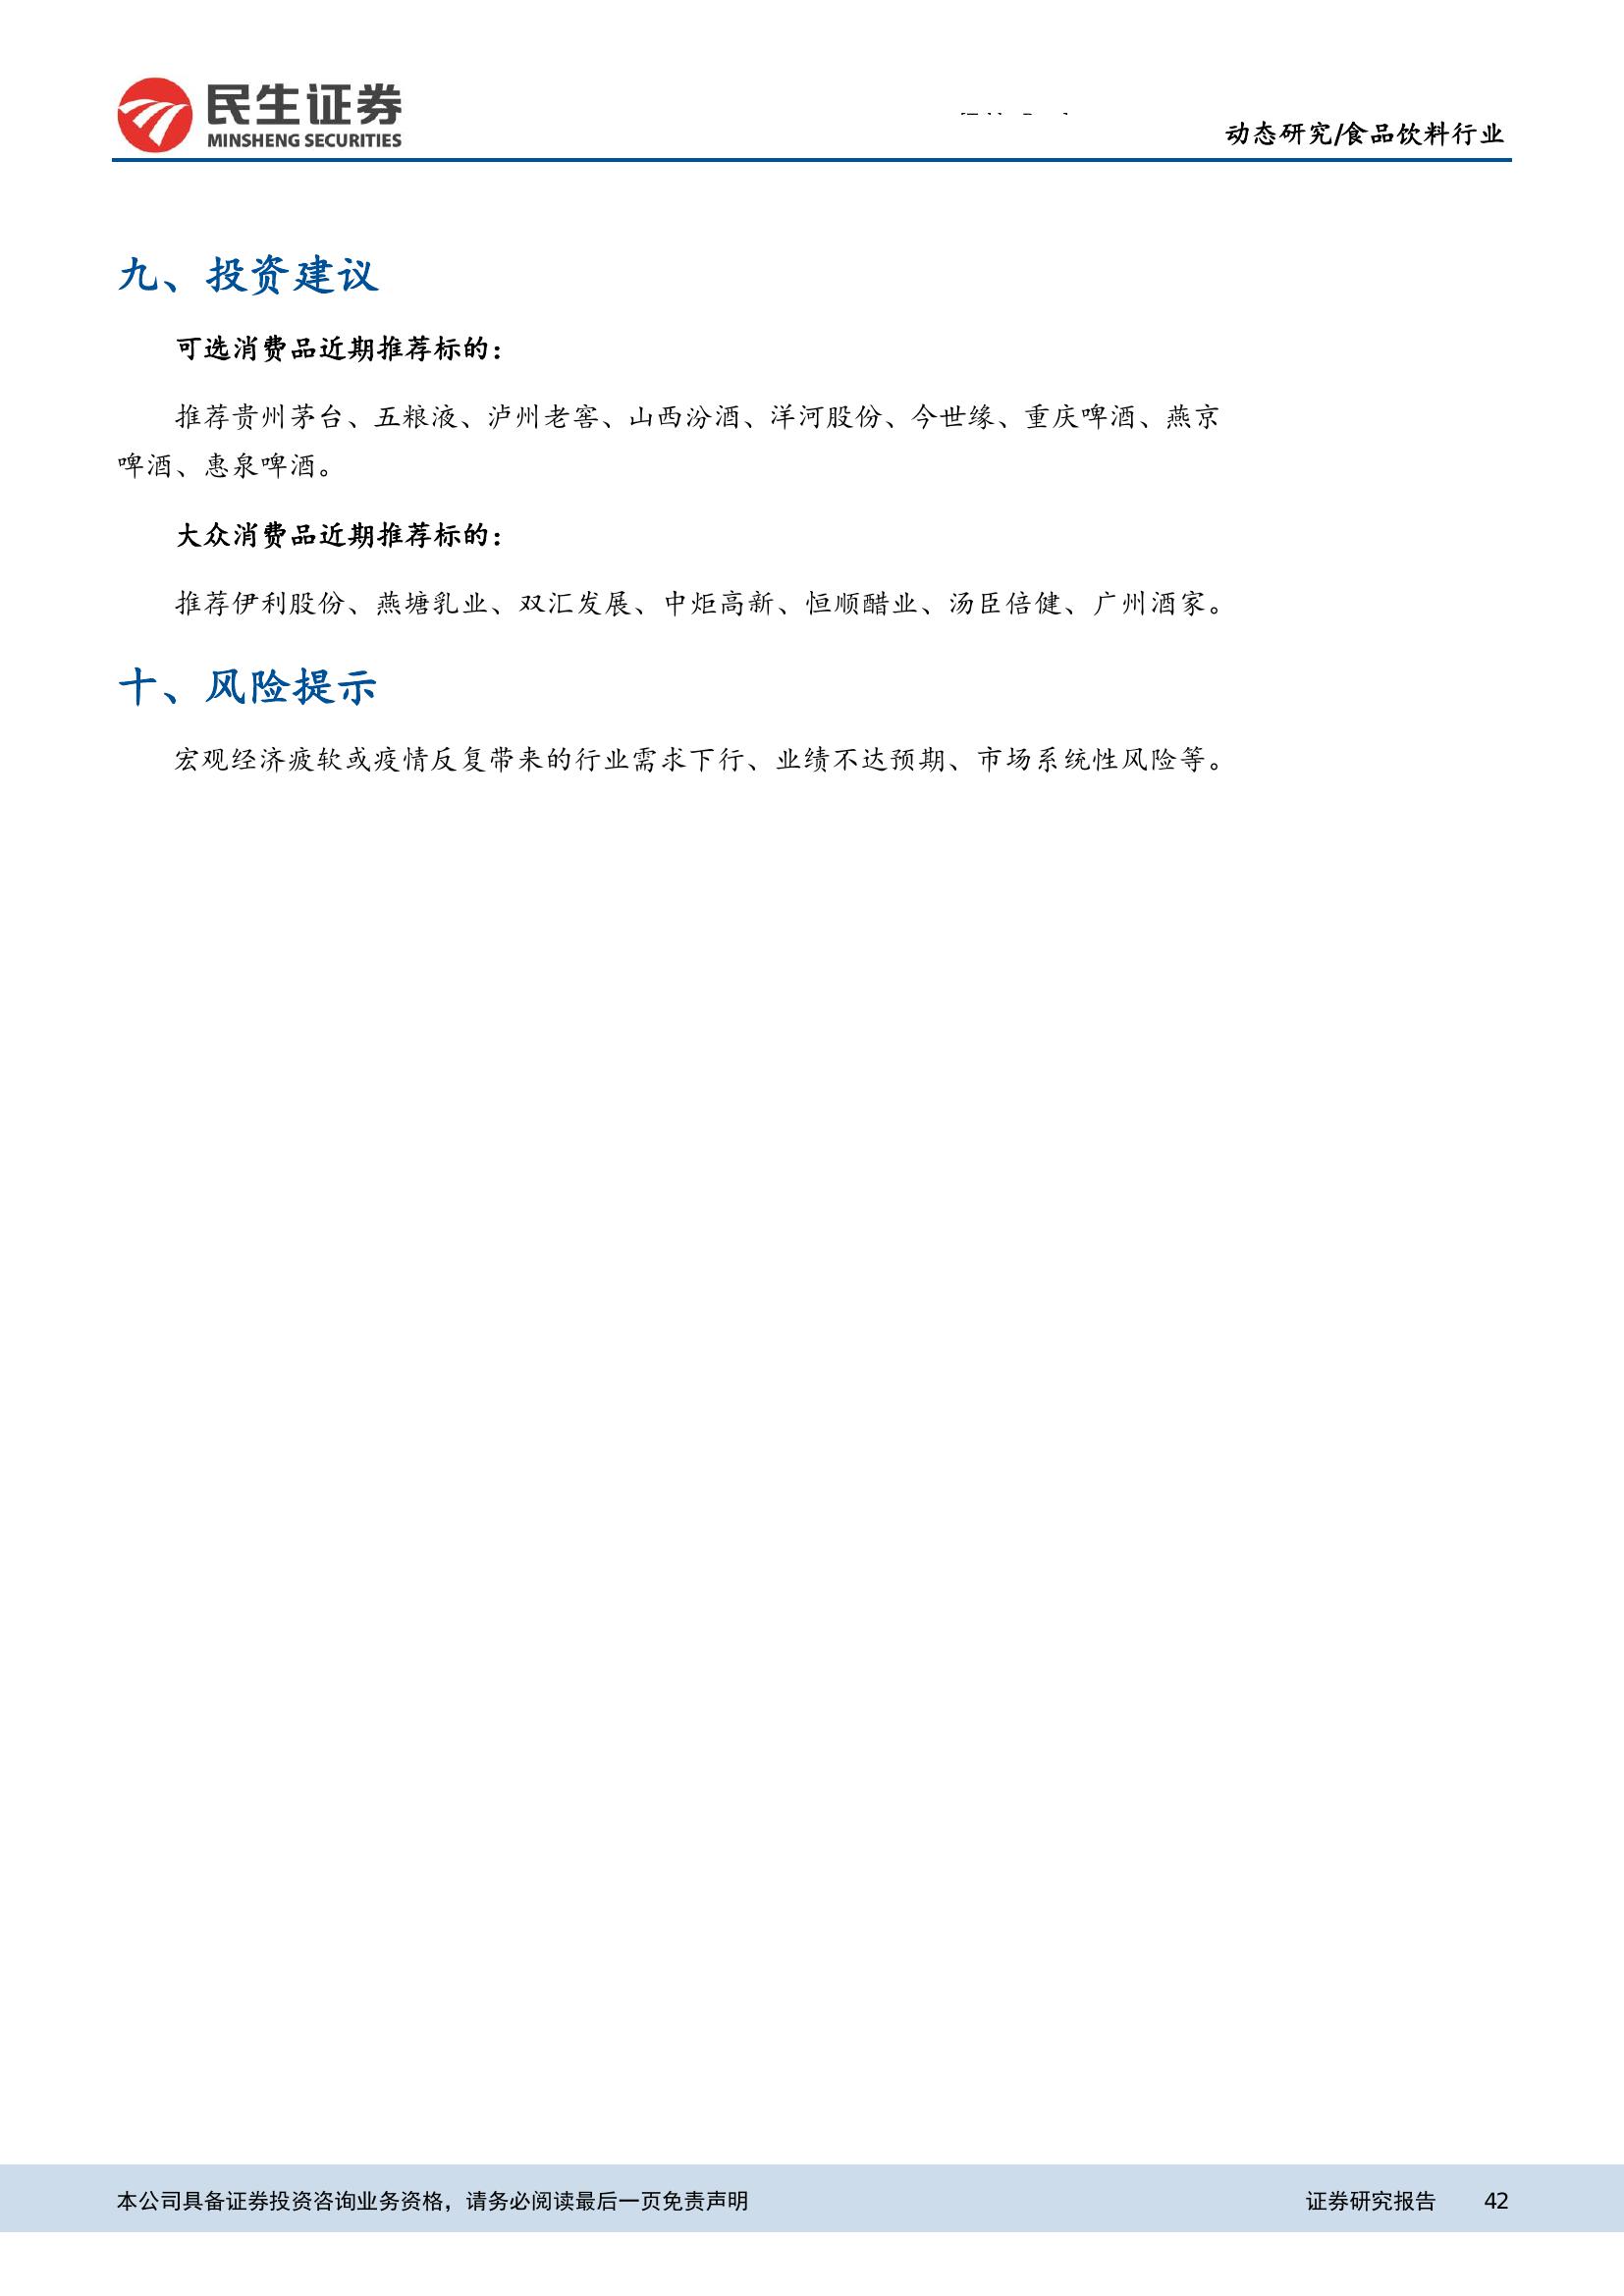 民生证券
MINSHENG SECURITIES
动态研究/食品饮料行业
九、投资建议
可选消费品近期推荐标的：
推荐贵州茅台、五粮液、泸州老窖、山西汾酒、洋河股份、今世缘、重庆啤酒、燕京
啤酒、惠泉啤酒。
大众消费品近期推荐标的：
推荐伊利股份、燕塘乳业、双汇发展、中炬高新、恒顺醋业、汤臣倍健、广州酒家。
十、风险提示
宏观经济疲软或疫情反复带来的行业需求下行、业绩不达预期、市场系统性风险等。
本公司具备证券投资咨询业务资格，请务必阅读最后一页免责声明
证券研究报告 42